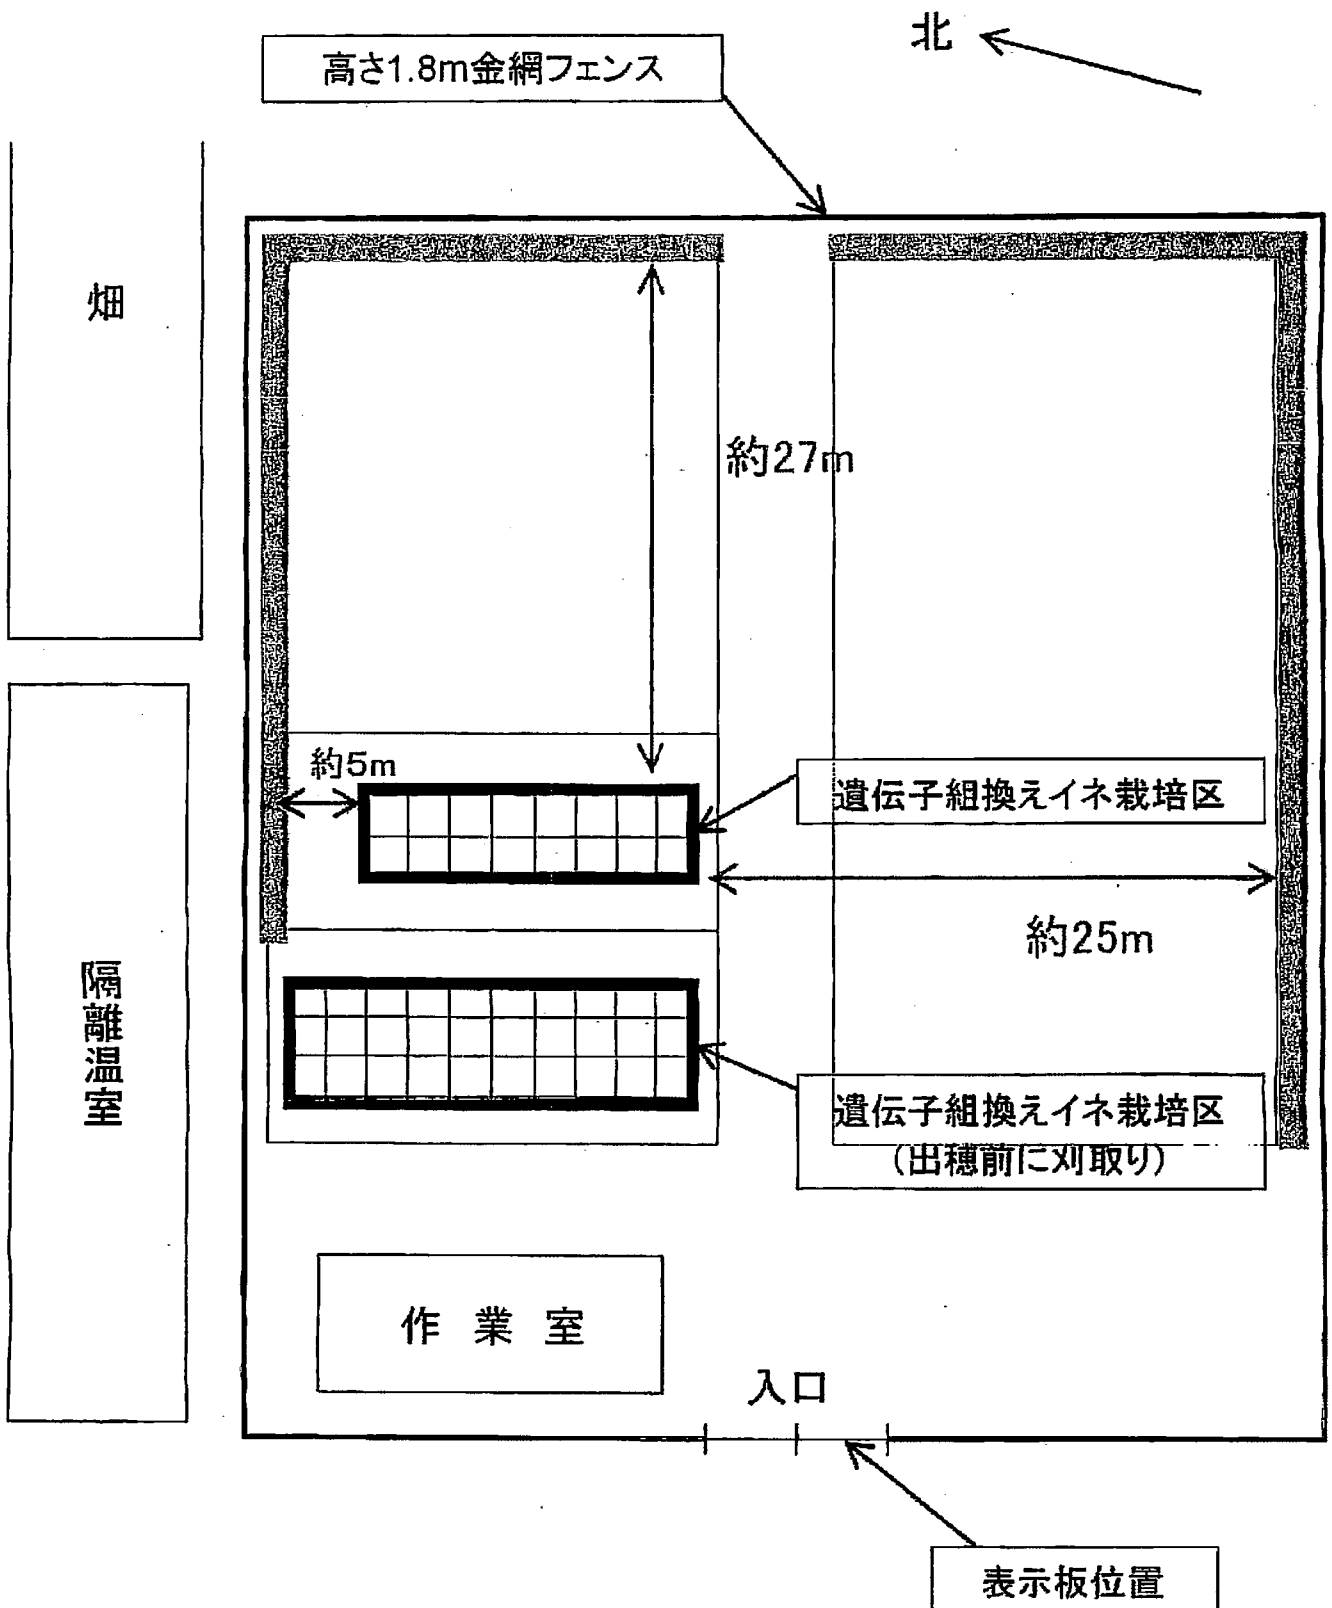 北
高さ1.8m金網フェンス
畑
約27m
約5m
遺伝子組換えイネ栽培区
約25m
隔離温室
遺伝子組換えイネ栽培区
(出穂前に刈取り)
作業室
入口
表示板位置